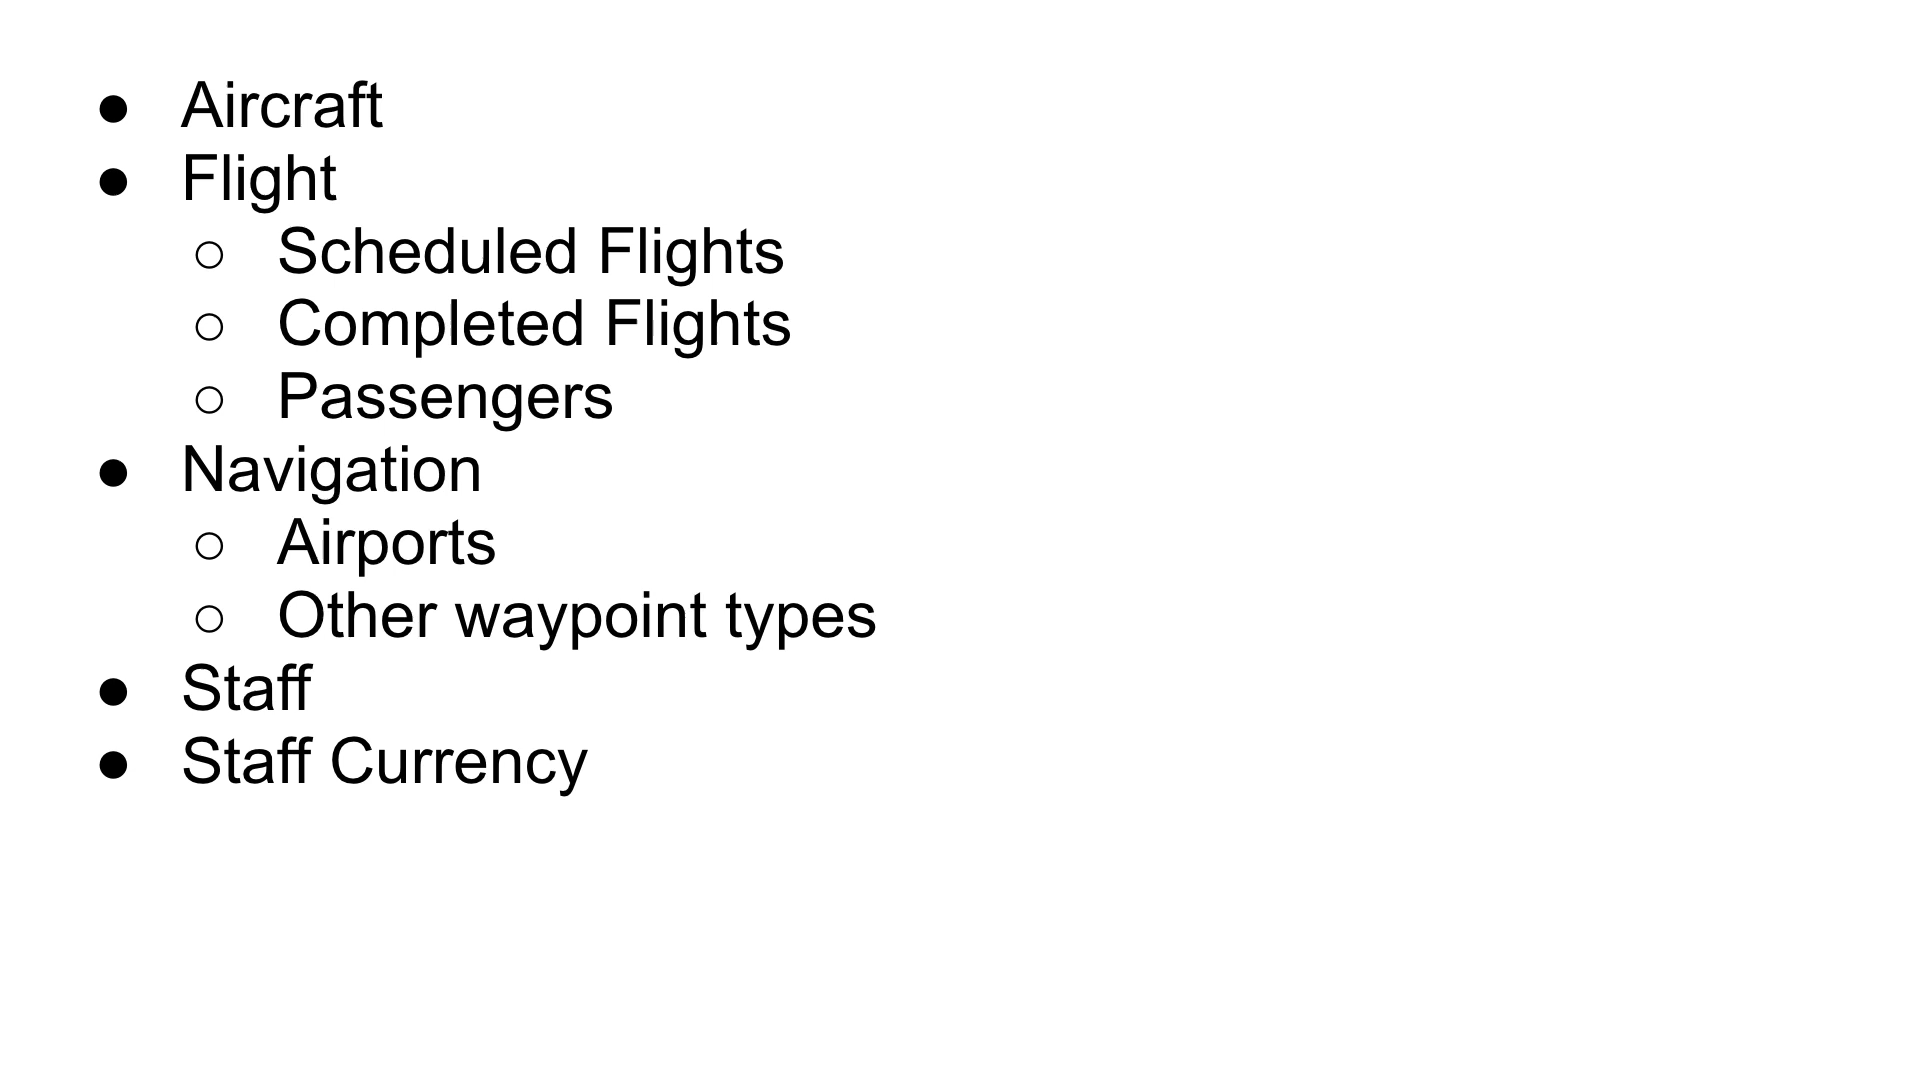 ● Aircraft
● Flight
○ Scheduled Flights
○ Completed Flights
○ Passengers
● Navigation
○ Airports
○ Other waypoint types
● Staff
● Staff Currency